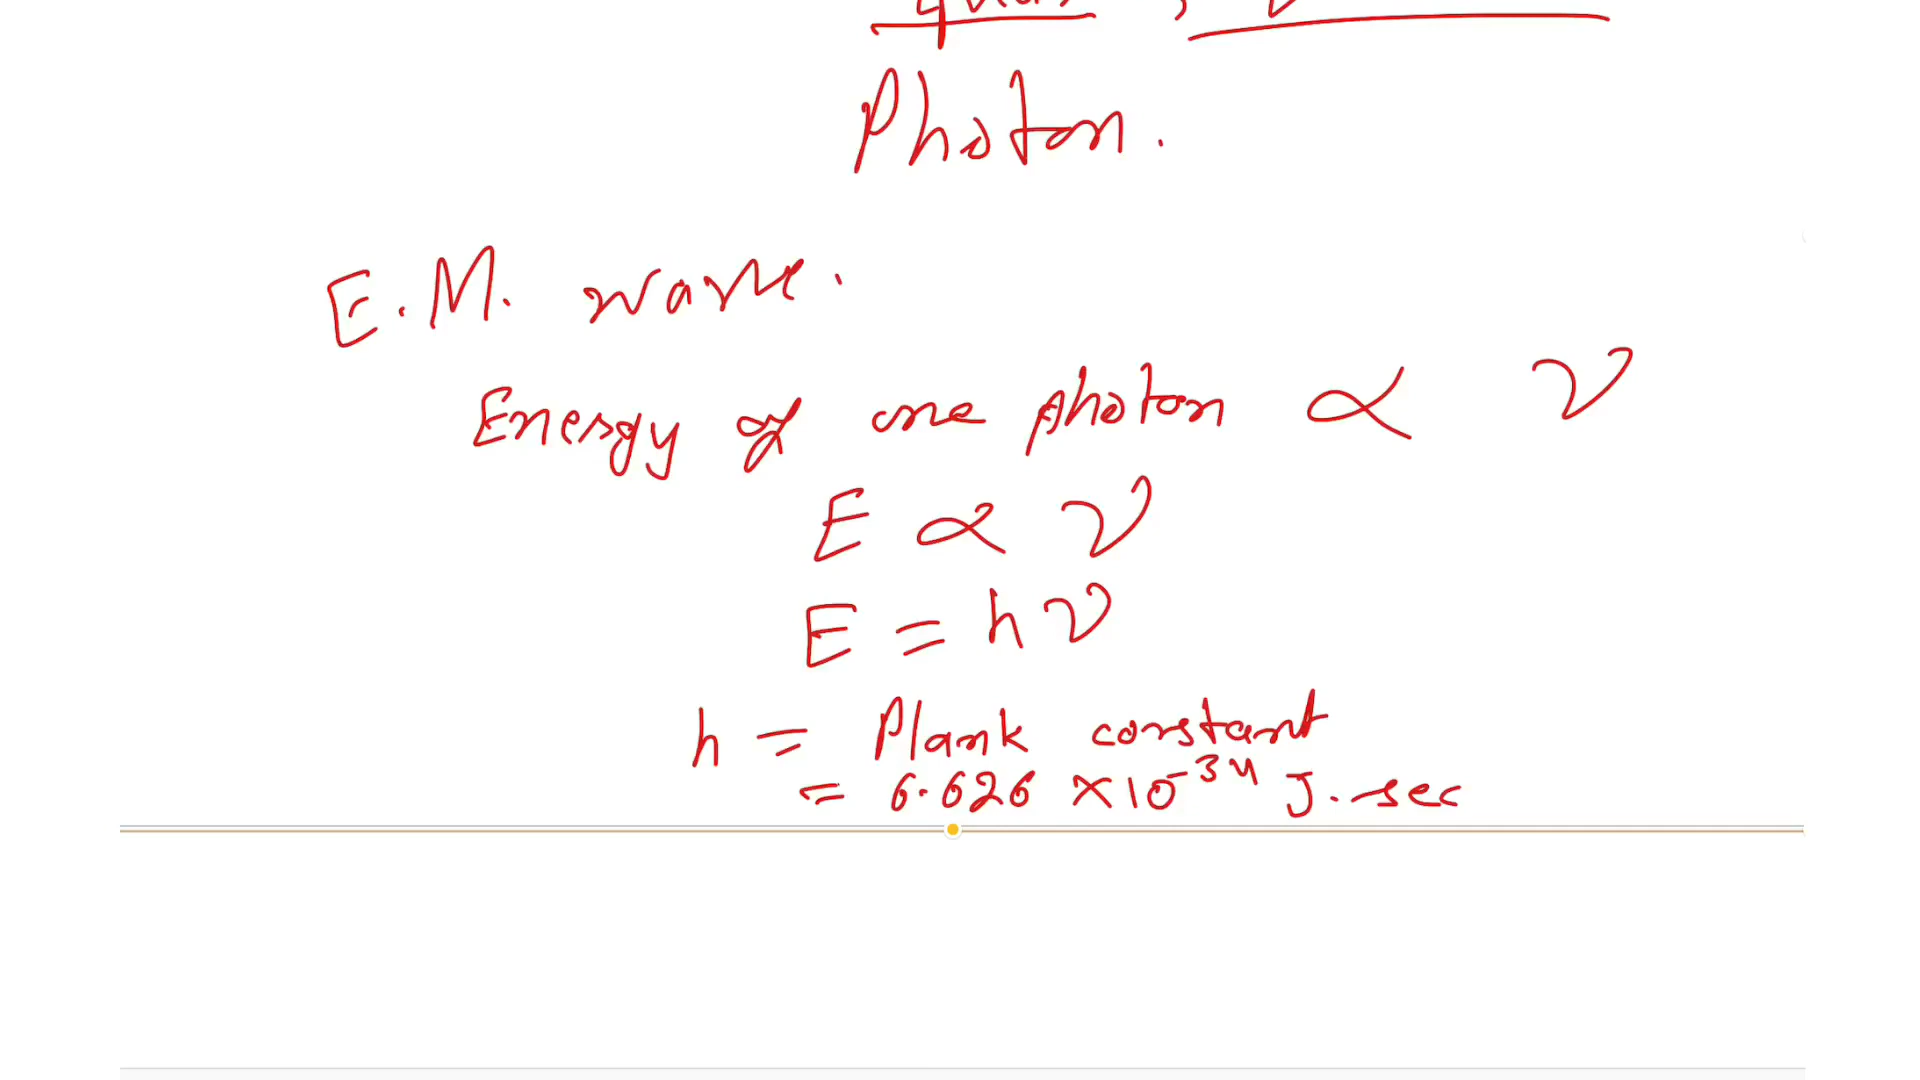 Photon.
E.M. wave.
Energy of one photon ∝ ν
E ∝ ν
E = hν
h = Plank constant
= 6.626 ×10⁻³⁴ J.sec